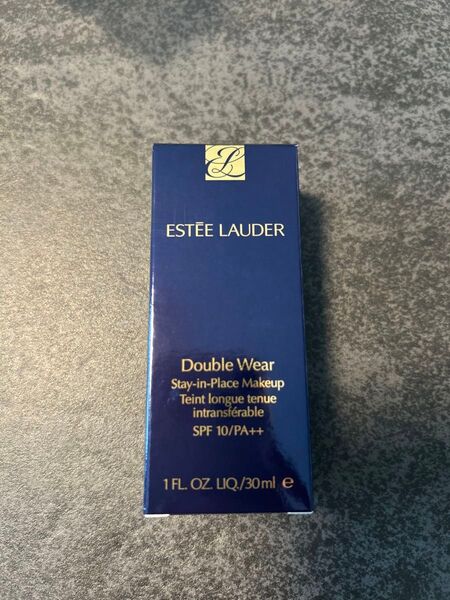 EL
ESTĒE LAUDER
Double Wear
Stay-in-Place Makeup
Teint longue tenue
intransférable
SPF 10/PA++
1 FL. OZ. LIQ./30ml ℮